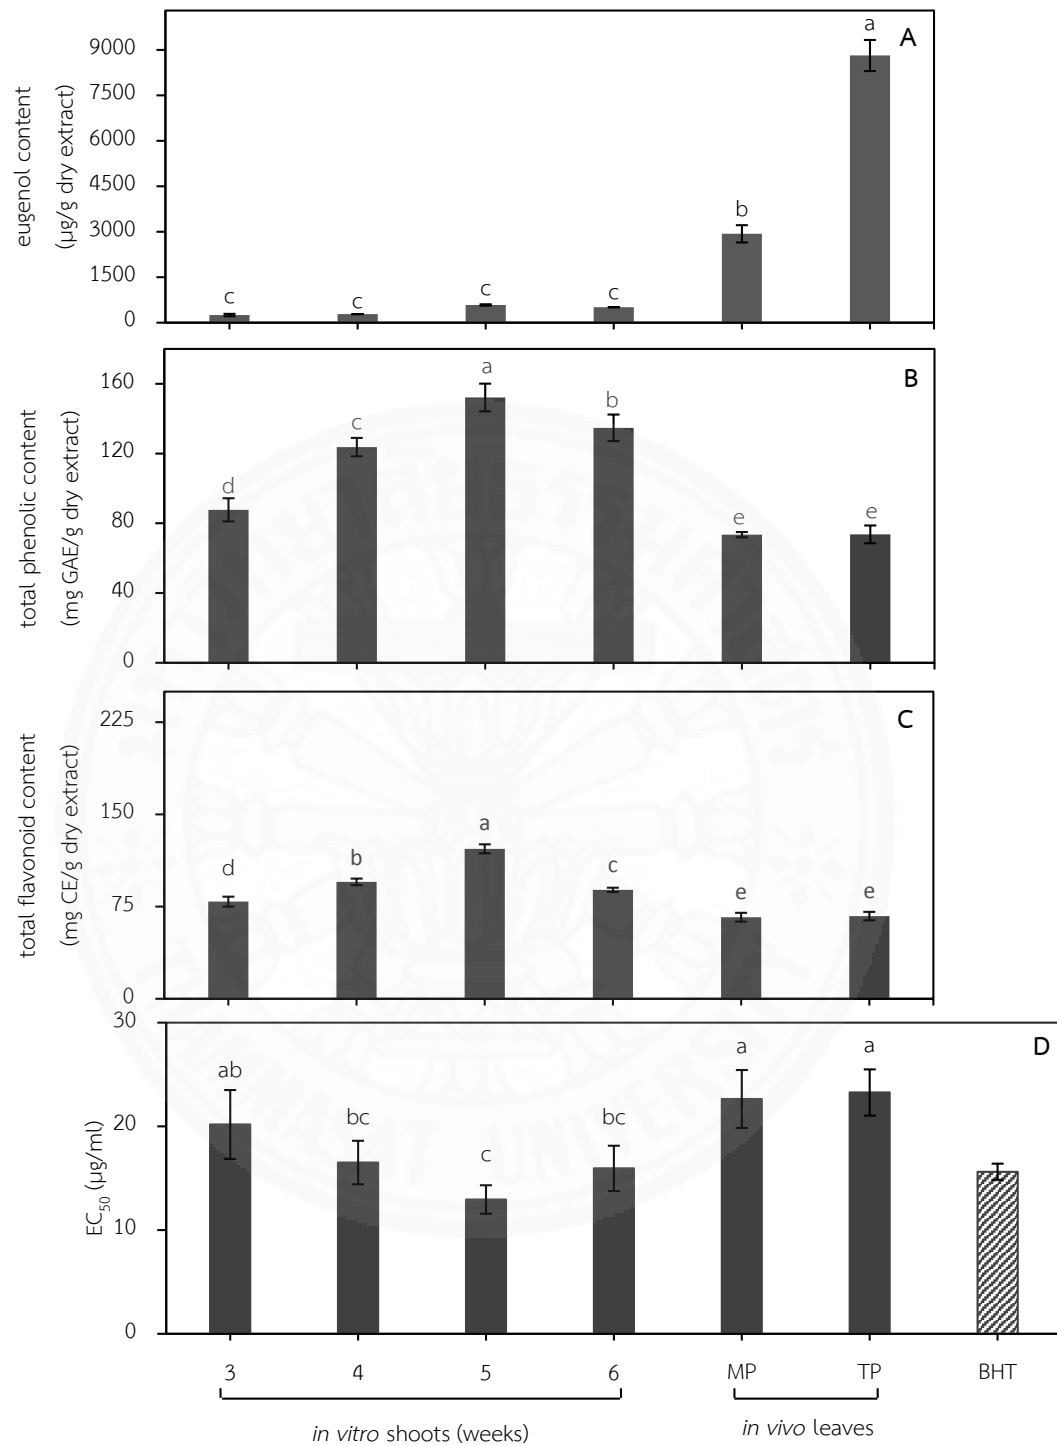 A
eugenol content
(µg/g dry extract)
9000
7500
6000
4500
3000
1500
0
c
c
c
c
b
a
B
total phenolic content
(mg GAE/g dry extract)
160
120
80
40
0
d
c
a
b
e
e
C
total flavonoid content
(mg CE/g dry extract)
225
150
75
0
d
b
a
c
e
e
D
EC50 (µg/ml)
30
20
10
0
ab
bc
c
bc
a
a
3 4 5 6 MP TP BHT
in vitro shoots (weeks) in vivo leaves